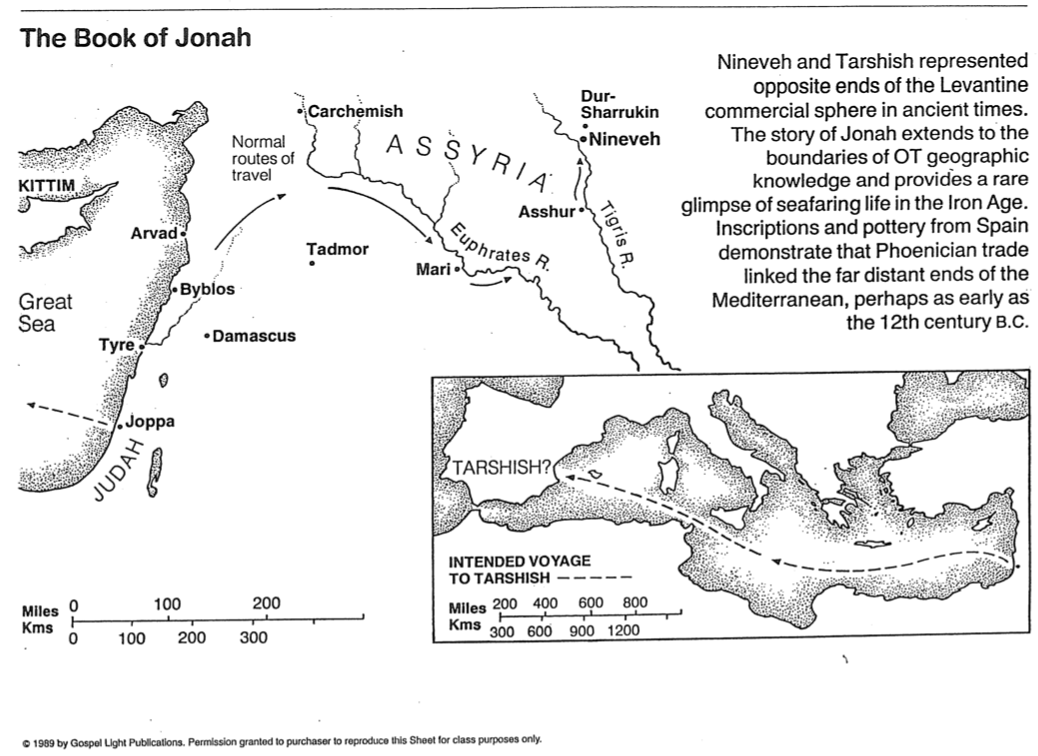 The Book of Jonah
Nineveh and Tarshish represented
opposite ends of the Levantine
commercial sphere in ancient times.
The story of Jonah extends to the
boundaries of OT geographic
knowledge and provides a rare
glimpse of seafaring life in the Iron Age.
Inscriptions and pottery from Spain
demonstrate that Phoenician trade
linked the far distant ends of the
Mediterranean, perhaps as early as
the 12th century B.C.
Carchemish
Dur-
Sharrukin
Nineveh
ASSYRIA
Normal
routes of
travel
KITTIM
Asshur
Tigris R.
Arvad
Euphrates R.
Tadmor
Mari
Byblos
Great
Sea
Damascus
Tyre
Joppa
JUDAH
TARSHISH?
INTENDED VOYAGE
TO TARSHISH
Miles 200 400 600 800
Kms 300 600 900 1200
Miles 0 100 200
Kms 0 100 200 300
© 1989 by Gospel Light Publications. Permission granted to purchaser to reproduce this Sheet for class purposes only.